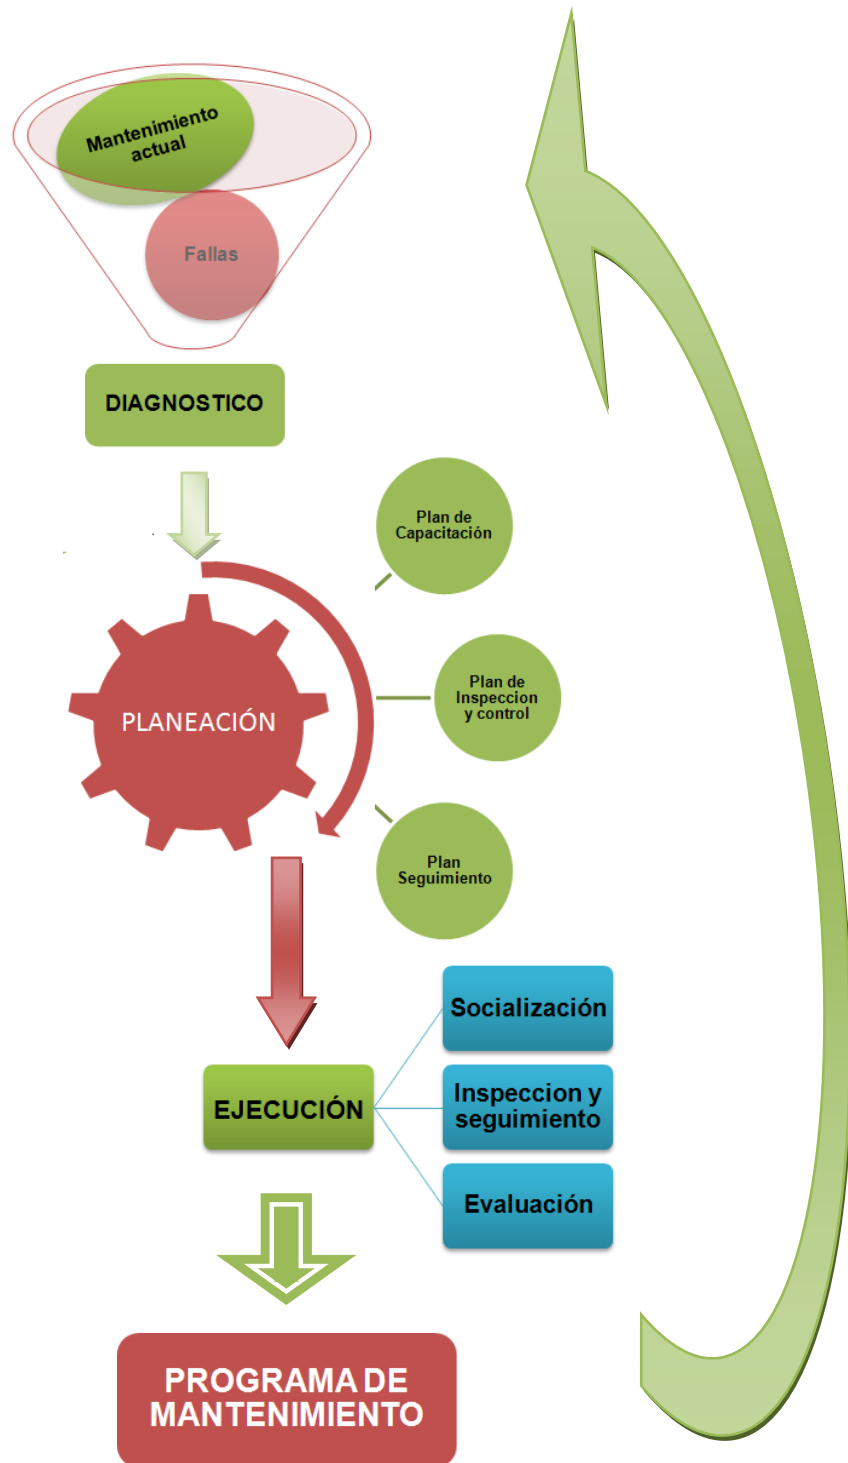 Mantenimiento
actual
Fallas
DIAGNOSTICO
Plan de
Capacitación
PLANEACIÓN
Plan de
Inspeccion
y control
Plan
Seguimiento
EJECUCIÓN
Socialización
Inspeccion y
seguimiento
Evaluación
PROGRAMA DE
MANTENIMIENTO